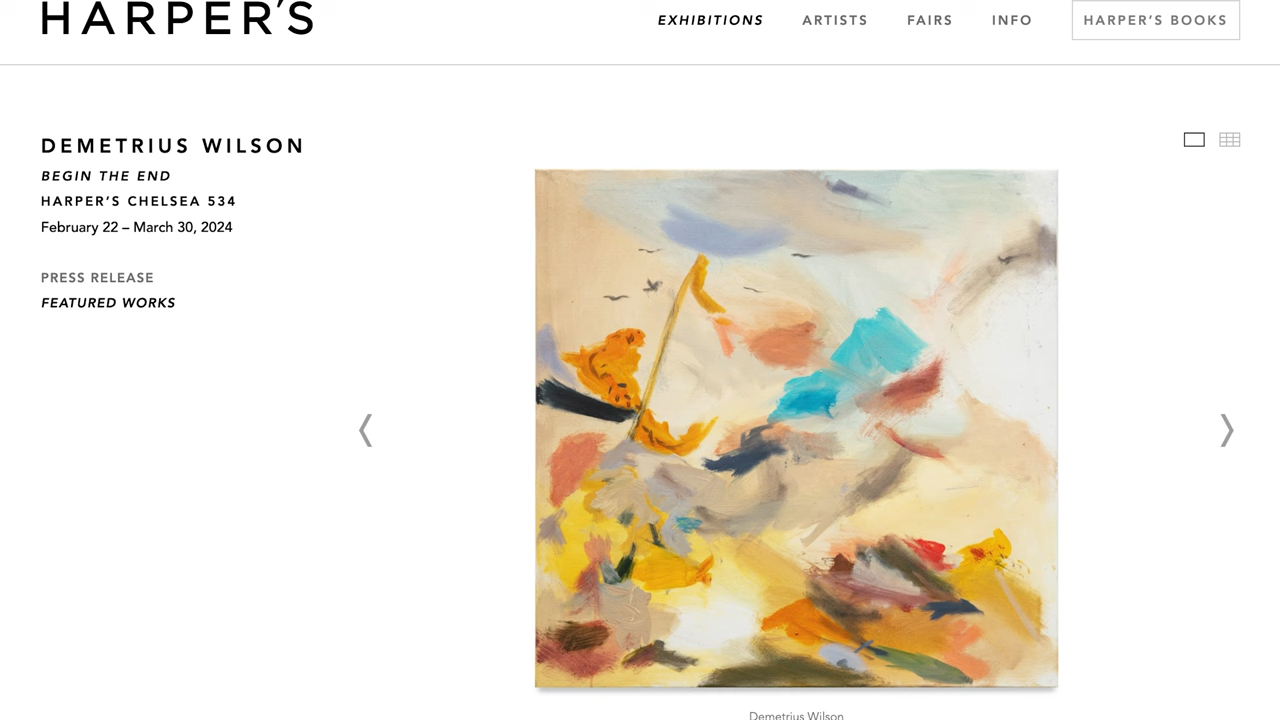 HARPER'S
EXHIBITIONS
ARTISTS
FAIRS
INFO
HARPER'S BOOKS
DEMETRIUS WILSON
BEGIN THE END
HARPER'S CHELSEA 534
February 22 – March 30, 2024
PRESS RELEASE
FEATURED WORKS
Demetrius Wilson